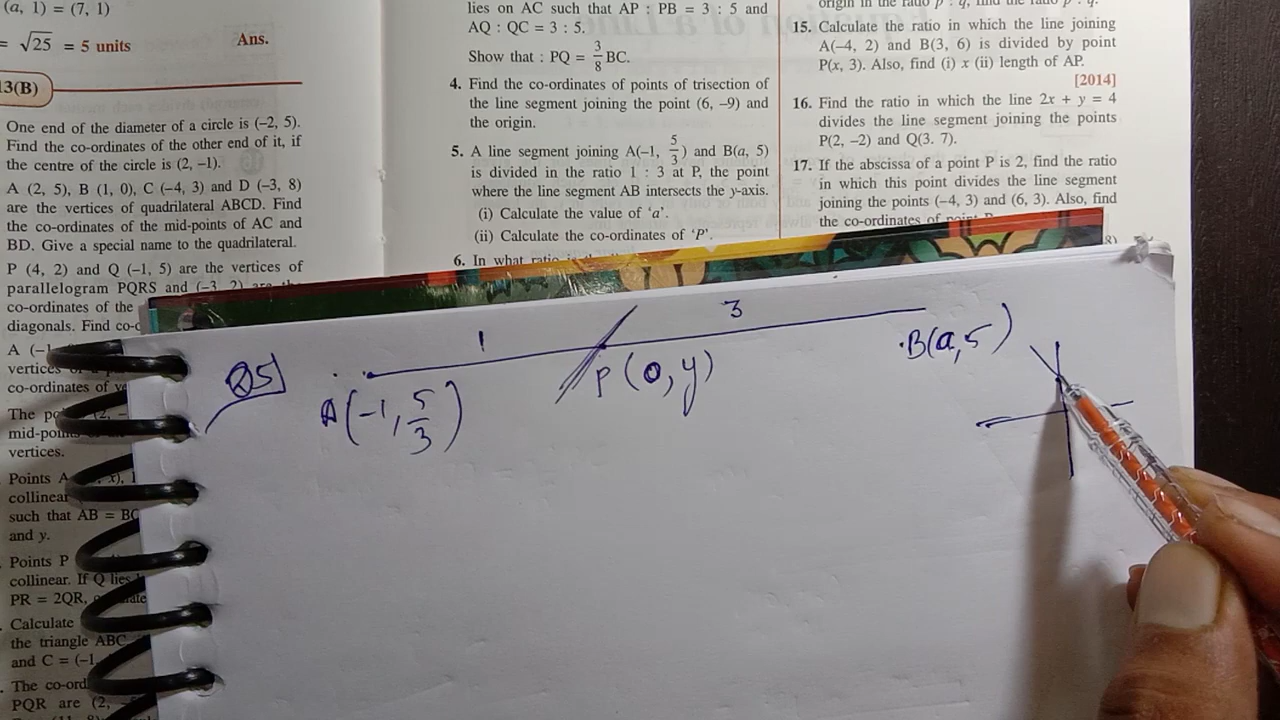 (a, 1) = (7, 1)
= √25 = 5 units Ans.
13(B)
One end of the diameter of a circle is (–2, 5).
Find the co-ordinates of the other end of it, if
the centre of the circle is (2, –1).
A (2, 5), B (1, 0), C (–4, 3) and D (–3, 8)
are the vertices of quadrilateral ABCD. Find
the co-ordinates of the mid-points of AC and
BD. Give a special name to the quadrilateral.
P (4, 2) and Q (–1, 5) are the vertices of
parallelogram PQRS and (–3, 2) are the
co-ordinates of the
diagonals. Find
A
vertices
co-ordinates of
The
mid-points
vertices.
Points A
collinear
such that AB = BC
and y.
Points P
collinear. If Q lies
PR = 2QR,
Calculate
the triangle ABC
and C =
The
PQR are (2,
lies on AC such that AP : PB = 3 : 5 and
AQ : QC = 3 : 5.
Show that : PQ = 3/8 BC.
4. Find the co-ordinates of points of trisection of
the line segment joining the point (6, –9) and
the origin.
5. A line segment joining A(–1, 5/3) and B(a, 5)
is divided in the ratio 1 : 3 at P, the point
where the line segment AB intersects the y-axis.
(i) Calculate the value of ‘a’.
(ii) Calculate the co-ordinates of ‘P’.
6. In what ratio is
origin in the ratio p : q, find the ratio p : q.
15. Calculate the ratio in which the line joining
A(–4, 2) and B(3, 6) is divided by point
P(x, 3). Also, find (i) x (ii) length of AP.
[2014]
16. Find the ratio in which the line 2x + y = 4
divides the line segment joining the points
P(2, –2) and Q(3. 7).
17. If the abscissa of a point P is 2, find the ratio
in which this point divides the line segment
joining the points (–4, 3) and (6, 3). Also, find
the co-ordinates of point P.
8)
Q5
1 3
A(-1, 5/3) P(0, y) B(a, 5)